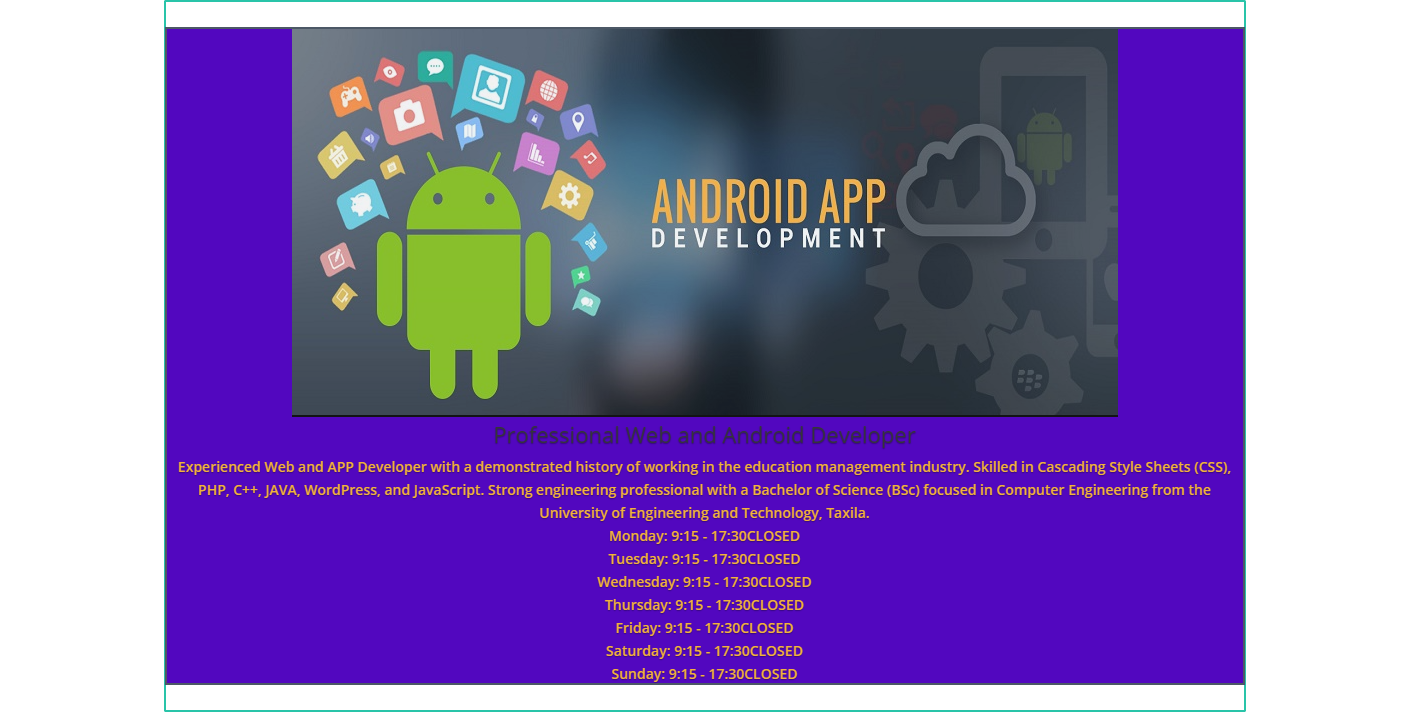 ANDROID APP
DEVELOPMENT
Professional Web and Android Developer
Experienced Web and APP Developer with a demonstrated history of working in the education management industry. Skilled in Cascading Style Sheets (CSS),
PHP, C++, JAVA, WordPress, and JavaScript. Strong engineering professional with a Bachelor of Science (BSc) focused in Computer Engineering from the
University of Engineering and Technology, Taxila.
Monday: 9:15 - 17:30CLOSED
Tuesday: 9:15 - 17:30CLOSED
Wednesday: 9:15 - 17:30CLOSED
Thursday: 9:15 - 17:30CLOSED
Friday: 9:15 - 17:30CLOSED
Saturday: 9:15 - 17:30CLOSED
Sunday: 9:15 - 17:30CLOSED